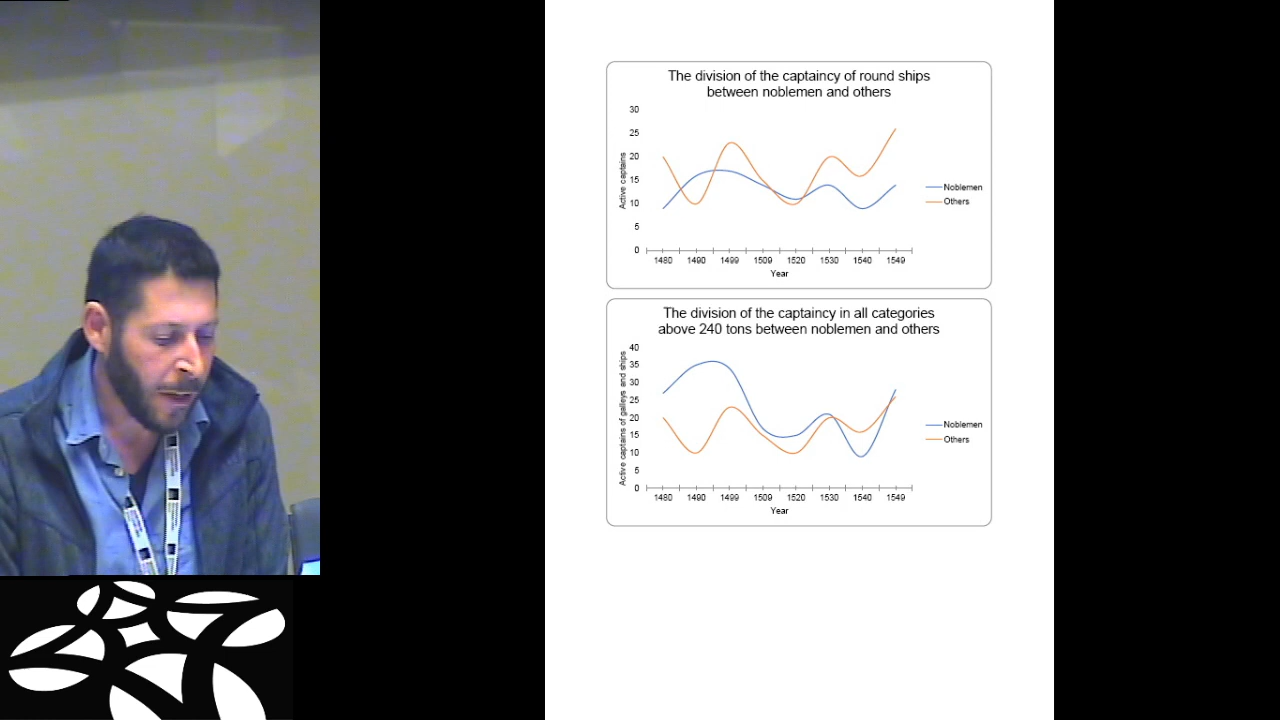 The division of the captaincy of round ships
between noblemen and others
30
25
20
15
10
5
0
Active captains
1480 1490 1499 1509 1520 1530 1540 1549
Year
Noblemen
Others
The division of the captaincy in all categories
above 240 tons between noblemen and others
40
35
30
25
20
15
10
5
0
Active captains of galleys and ships
1480 1490 1499 1509 1520 1530 1540 1549
Year
Noblemen
Others